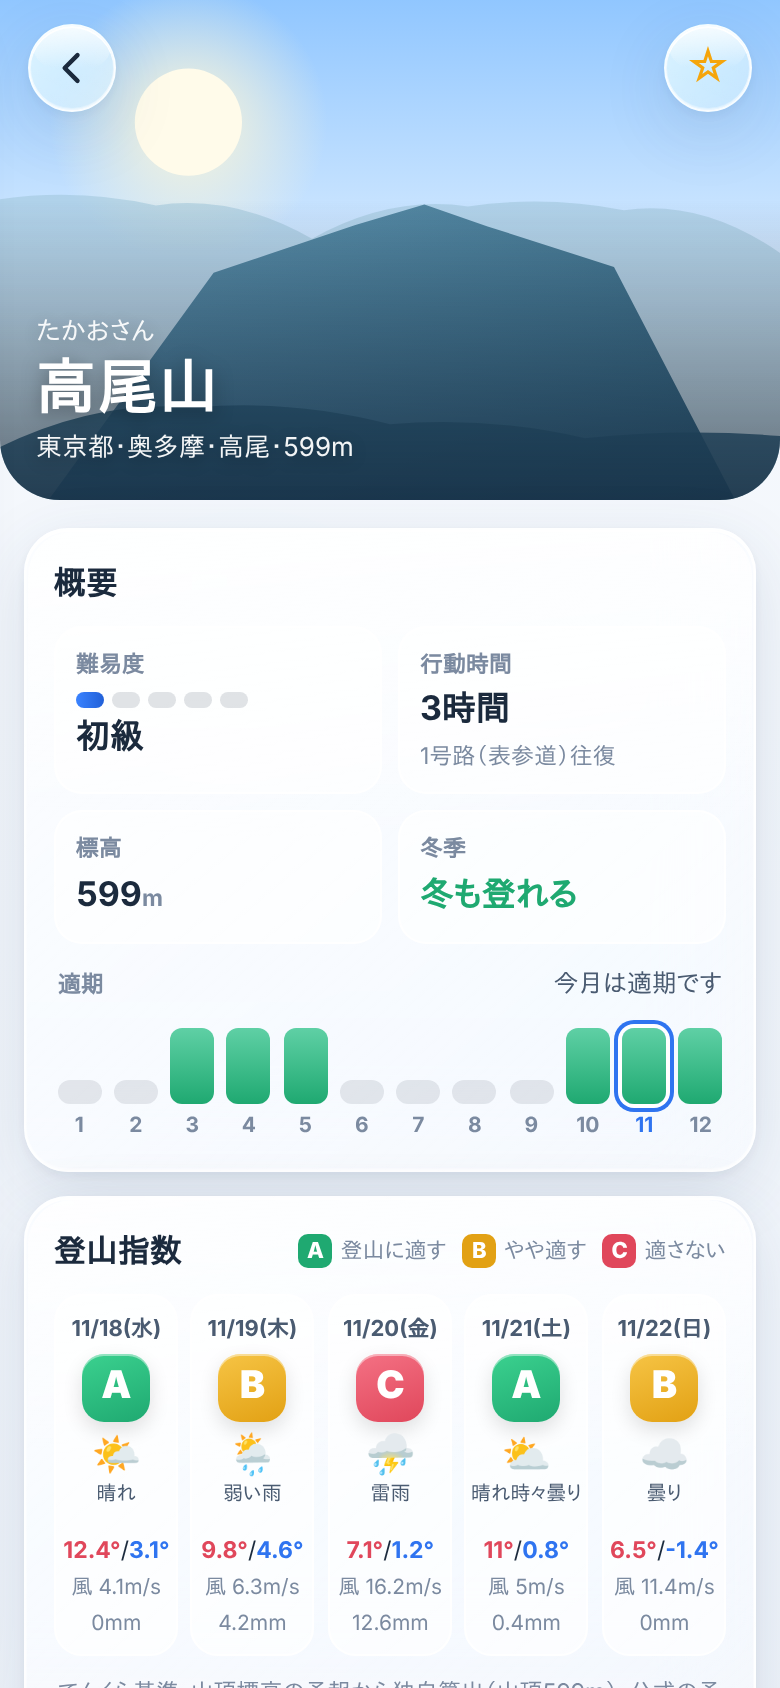 たかおさん
高尾山
東京都・奥多摩・高尾・599m
概要
難易度
初級
行動時間
3時間
1号路(表参道)往復
標高
599m
冬季
冬も登れる
適期
今月は適期です
1 2 3 4 5 6 7 8 9 10 11 12
登山指数
A 登山に適す B やや適す C 適さない
11/18(水) 11/19(木) 11/20(金) 11/21(土) 11/22(日)
A B C A B
晴れ 弱い雨 雷雨 晴れ時々曇り 曇り
12.4°/3.1° 9.8°/4.6° 7.1°/1.2° 11°/0.8° 6.5°/-1.4°
風 4.1m/s 風 6.3m/s 風 16.2m/s 風 5m/s 風 11.4m/s
0mm 4.2mm 12.6mm 0.4mm 0mm